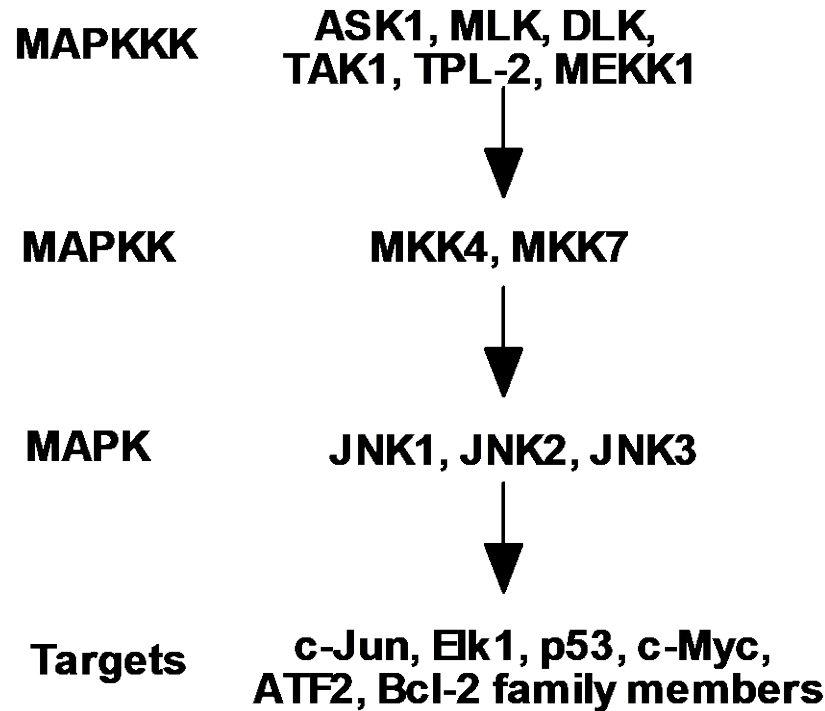 MAPKKK
ASK1, MLK, DLK,
TAK1, TPL-2, MEKK1
MAPKK
MKK4, MKK7
MAPK
JNK1, JNK2, JNK3
Targets
c-Jun, Elk1, p53, c-Myc,
ATF2, Bcl-2 family members